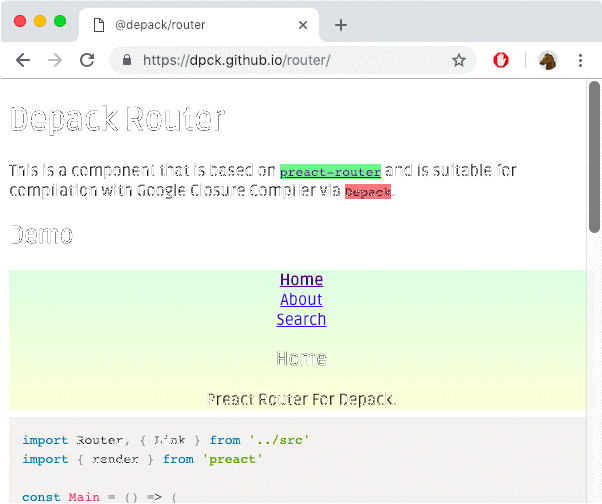 @depack/router
https://dpck.github.io/router/
Depack Router
This is a component that is based on preact-router and is suitable for
compilation with Google Closure Compiler via Depack.
Demo
Home
About
Search
Home
Preact Router For Depack.
import Router, { Link } from '../src'
import { render } from 'preact'
const Main = () => (